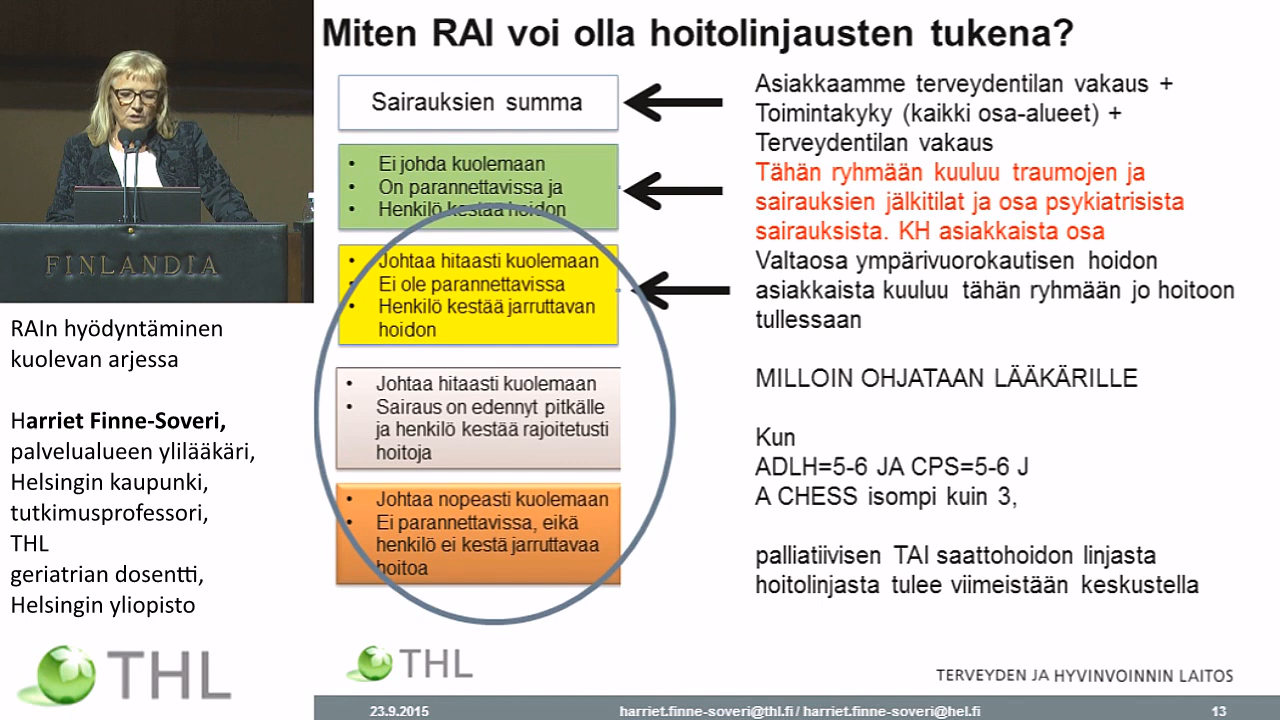 Miten RAI voi olla hoitolinjausten tukena?
Sairauksien summa
• Ei johda kuolemaan
• On parannettavissa ja
• Henkilö kestää hoidon
• Johtaa hitaasti kuolemaan
• Ei ole parannettavissa
• Henkilö kestää jarruttavan
hoidon
• Johtaa hitaasti kuolemaan
• Sairaus on edennyt pitkälle
ja henkilö kestää rajoitetusti
hoitoja
• Johtaa nopeasti kuolemaan
• Ei parannettavissa, eikä
henkilö ei kestä jarruttavaa
hoitoa
Asiakkaamme terveydentilan vakaus +
Toimintakyky (kaikki osa-alueet) +
Terveydentilan vakaus
Tähän ryhmään kuuluu traumojen ja
sairauksien jälkitilat ja osa psykiatrisista
sairauksista. KH asiakkaista osa
Valtaosa ympärivuorokautisen hoidon
asiakkaista kuuluu tähän ryhmään jo hoitoon
tullessaan
MILLOIN OHJATAAN LÄÄKÄRILLE
Kun
ADLH=5-6 JA CPS=5-6 J
A CHESS isompi kuin 3,
palliatiivisen TAI saattohoidon linjasta
hoitolinjasta tulee viimeistään keskustella
FINLANDIA
RAIn hyödyntäminen
kuolevan arjessa
Harriet Finne-Soveri,
palvelualueen ylilääkäri,
Helsingin kaupunki,
tutkimusprofessori,
THL
geriatrian dosentti,
Helsingin yliopisto
THL
THL
TERVEYDEN JA HYVINVOINNIN LAITOS
23.9.2015
harriet.finne-soveri@thl.fi / harriet.finne-soveri@hel.fi
13